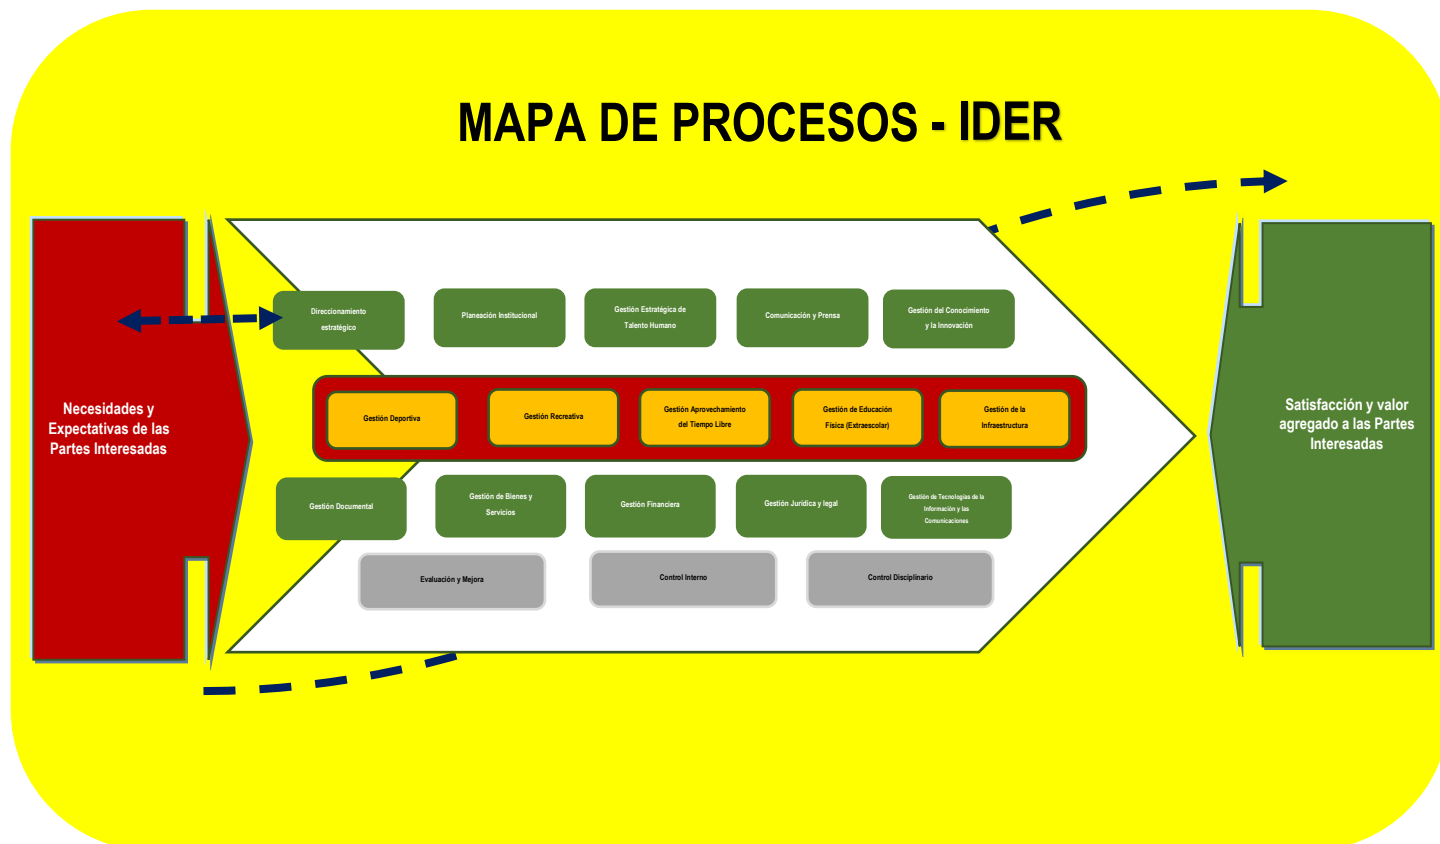 MAPA DE PROCESOS - IDER
Necesidades y
Expectativas de las
Partes Interesadas
Direccionamiento
estratégico
Planeación Institucional
Gestión Estratégica de
Talento Humano
Comunicación y Prensa
Gestión del Conocimiento
y la Innovación
Gestión Deportiva
Gestión Recreativa
Gestión Aprovechamiento
del Tiempo Libre
Gestión de Educación
Física (Extraescolar)
Gestión de la
Infraestructura
Gestión Documental
Gestión de Bienes y
Servicios
Gestión Financiera
Gestión Jurídica y legal
Gestión de Tecnologías de la
Información y las
Comunicaciones
Evaluación y Mejora
Control Interno
Control Disciplinario
Satisfacción y valor
agregado a las Partes
Interesadas